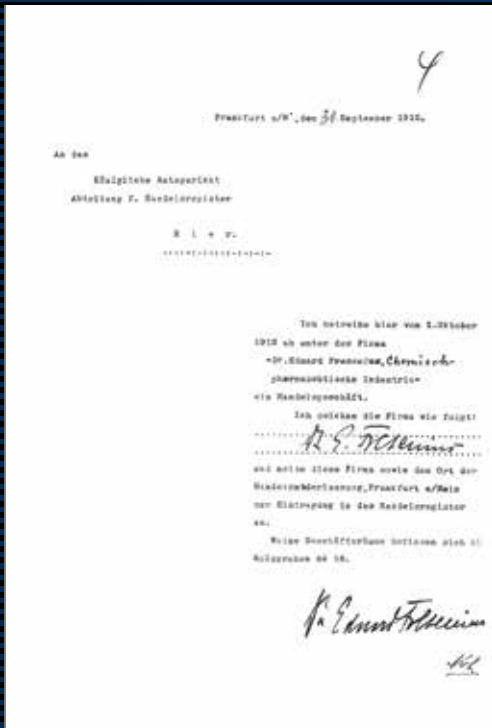 4
Frankfurt a/M., den 30 September 1912.
An das
Königliche Amtsgericht
Abteilung f. Handelsregister
H i e r.
Ich betreibe hier vom 1.Oktober
1912 ab unter der Firma
"Dr.Eduard Fresenius, Chemisch-
pharmazeutische Industrie"
ein Handelsgeschäft.
Ich zeichne die Firma wie folgt:
Dr E. Fresenius
und melde diese Firma sowie den Ort der
Handelsniederlassung, Frankfurt a/Main
zur Eintragung in das Handelsregister
an.
Meine Geschäftsräume befinden sich
Dr Eduard Fresenius